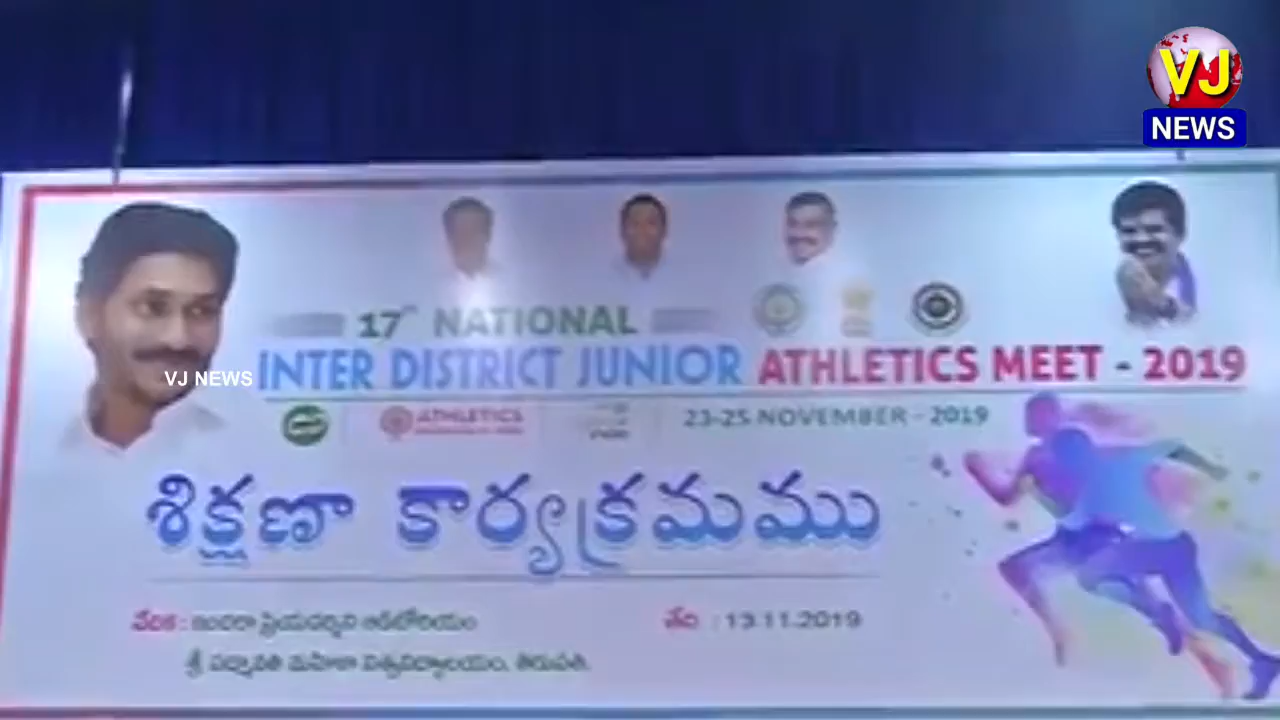 VJ
NEWS
17TH NATIONAL
INTER DISTRICT JUNIOR ATHLETICS MEET - 2019
VJ NEWS
ATHLETICS
23-25 NOVEMBER - 2019
శిక్షణా కార్యక్రమము
వేదిక : ఇందిరా ప్రియదర్శిని ఆడిటోరియం
తేది : 13.11.2019
శ్రీ పద్మావతి మహిళా విశ్వవిద్యాలయం, తిరుపతి.